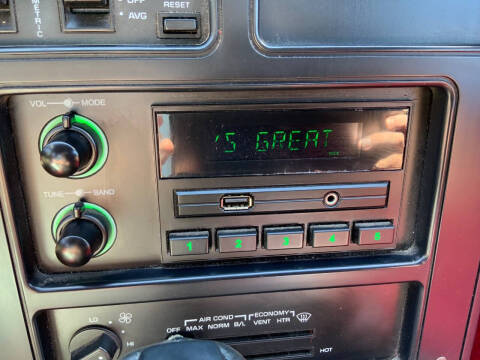 METRIC
OFF
AVG
RESET
VOL MODE
'S GREAT
TUNE BAND
1 2 3 4 5
LO HI
AIR COND ECONOMY
OFF MAX NORM B/L VENT HTR
HOT